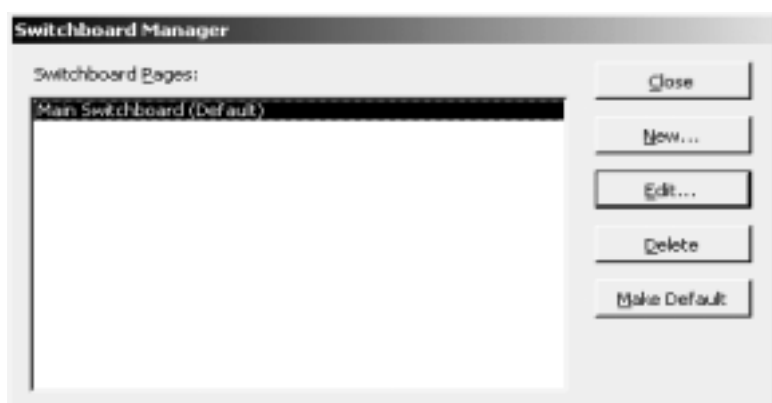 Switchboard Manager
Switchboard Pages:
Main Switchboard (Default)
Close
New...
Edit...
Delete
Make Default